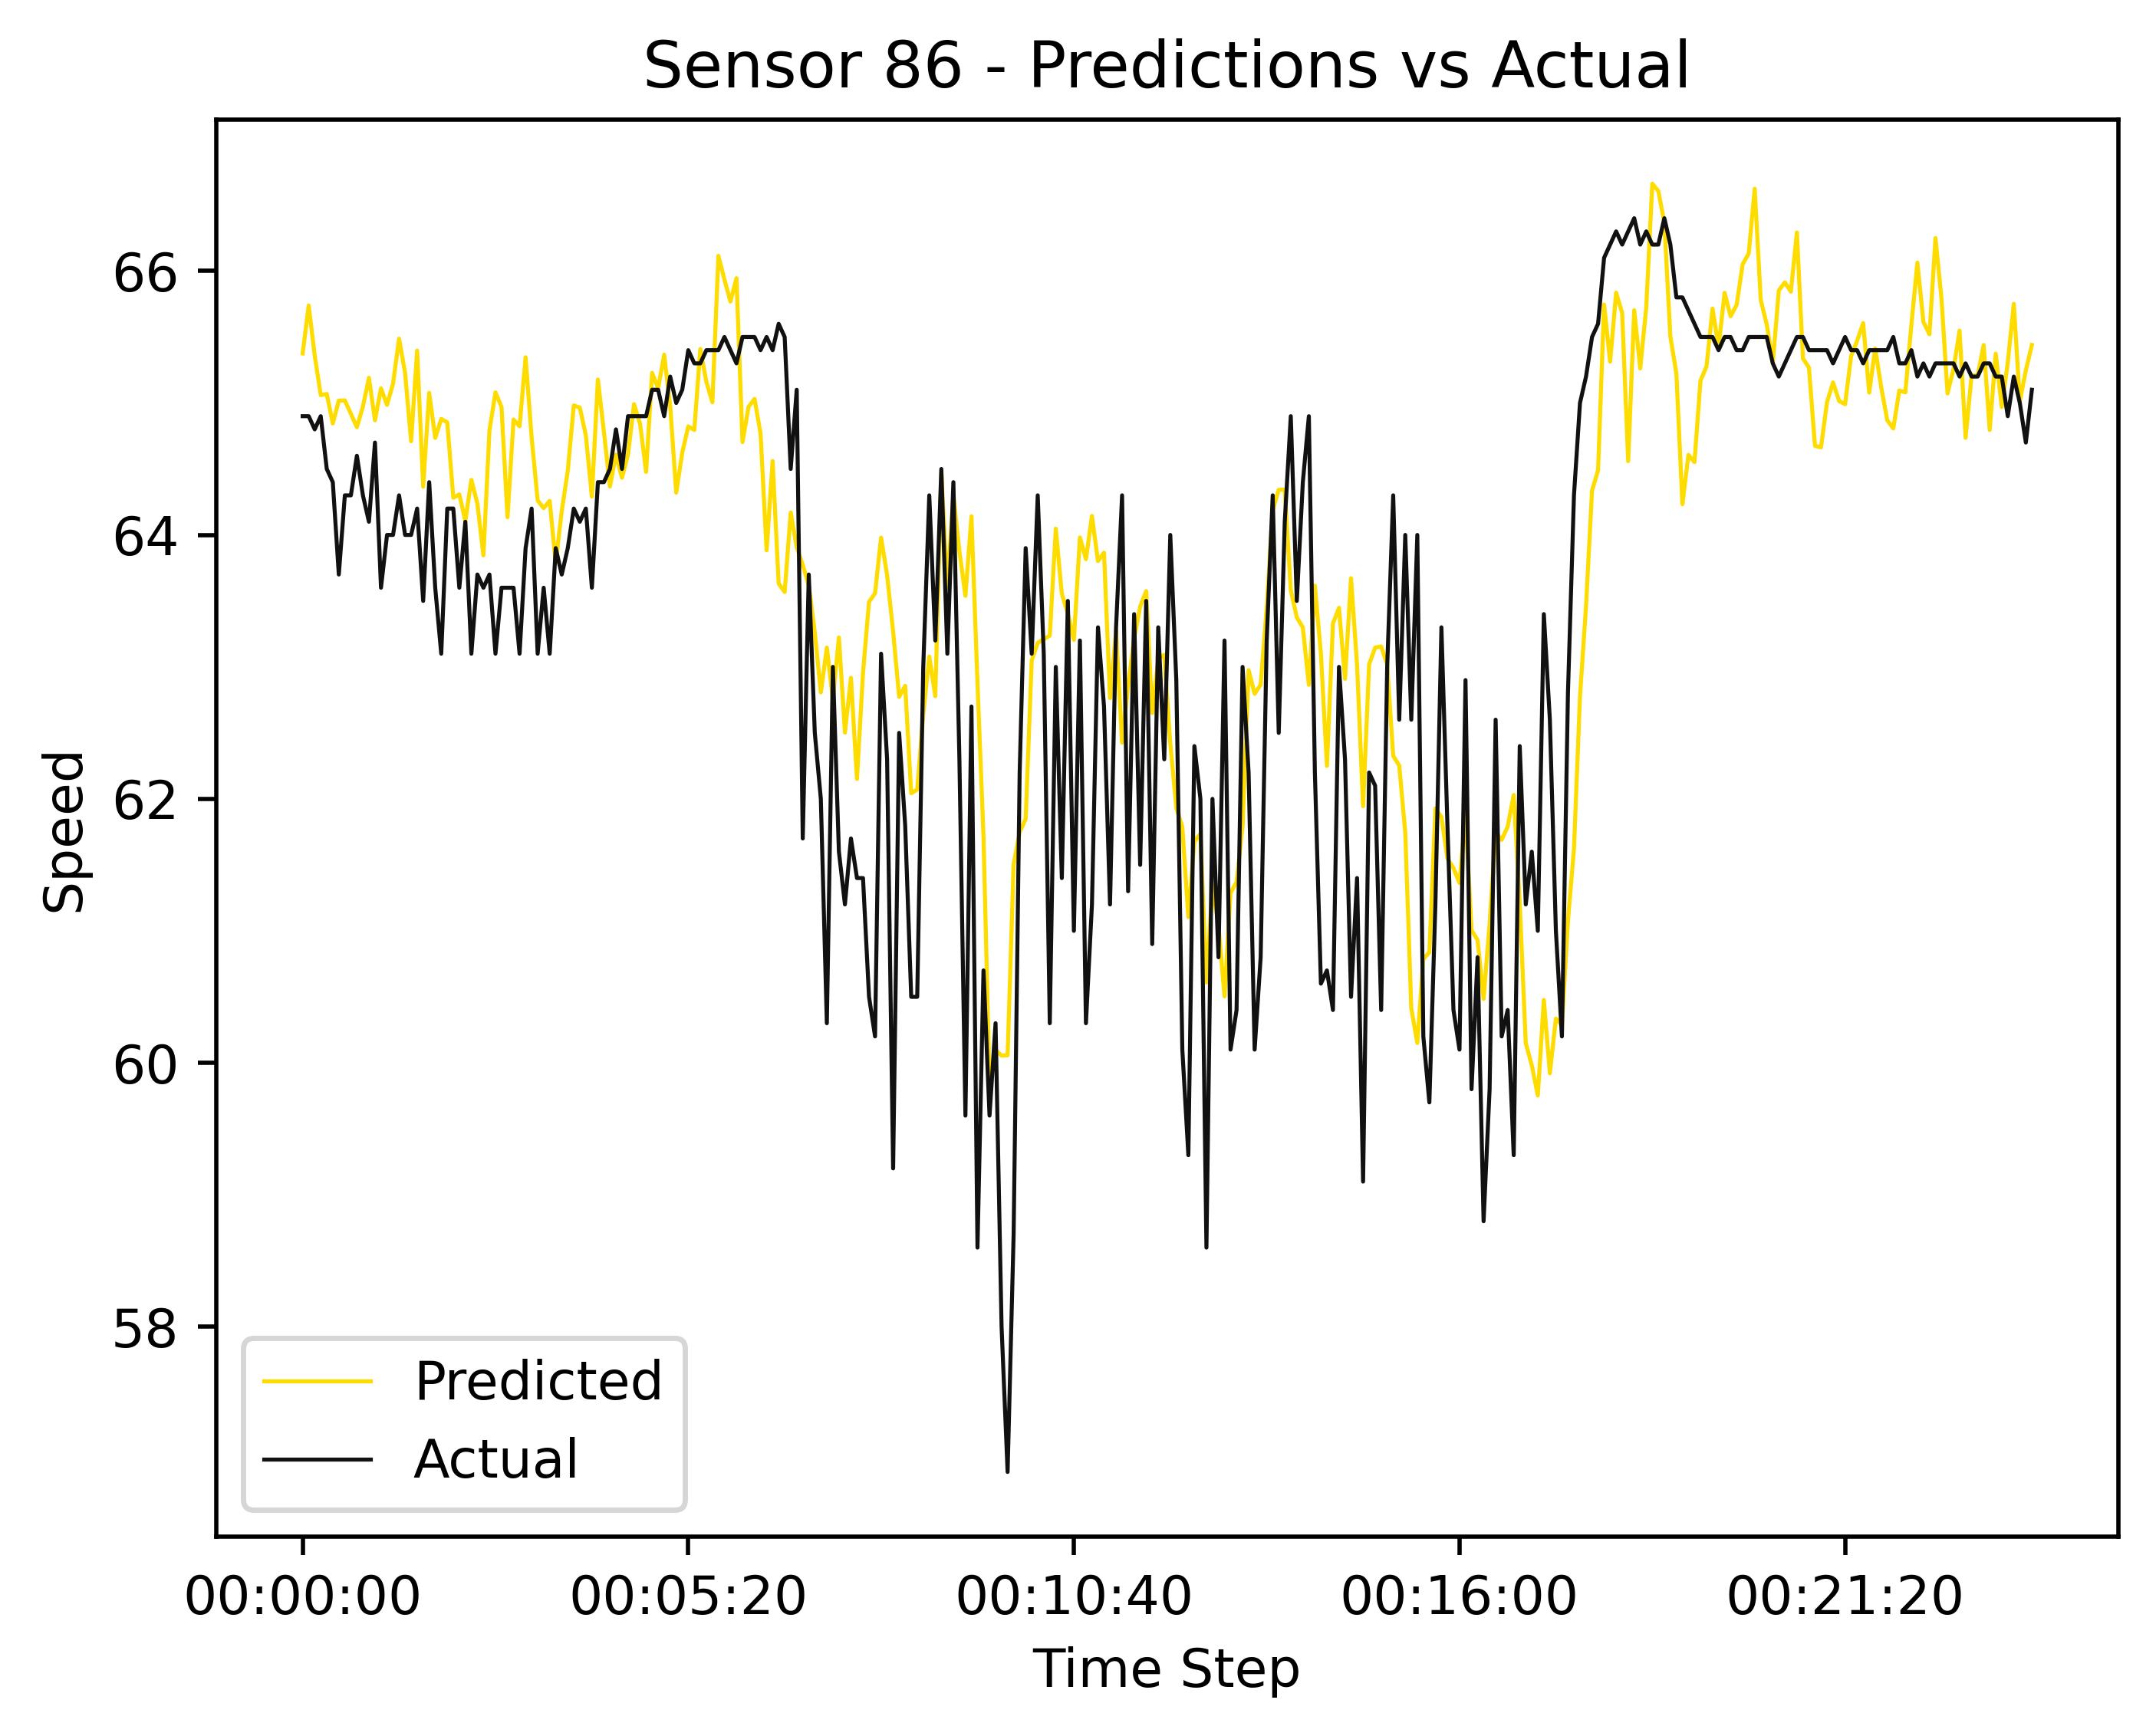 Sensor 86 - Predictions vs Actual
66
64
62
60
58
Speed
Predicted
Actual
00:00:00 00:05:20 00:10:40 00:16:00 00:21:20
Time Step